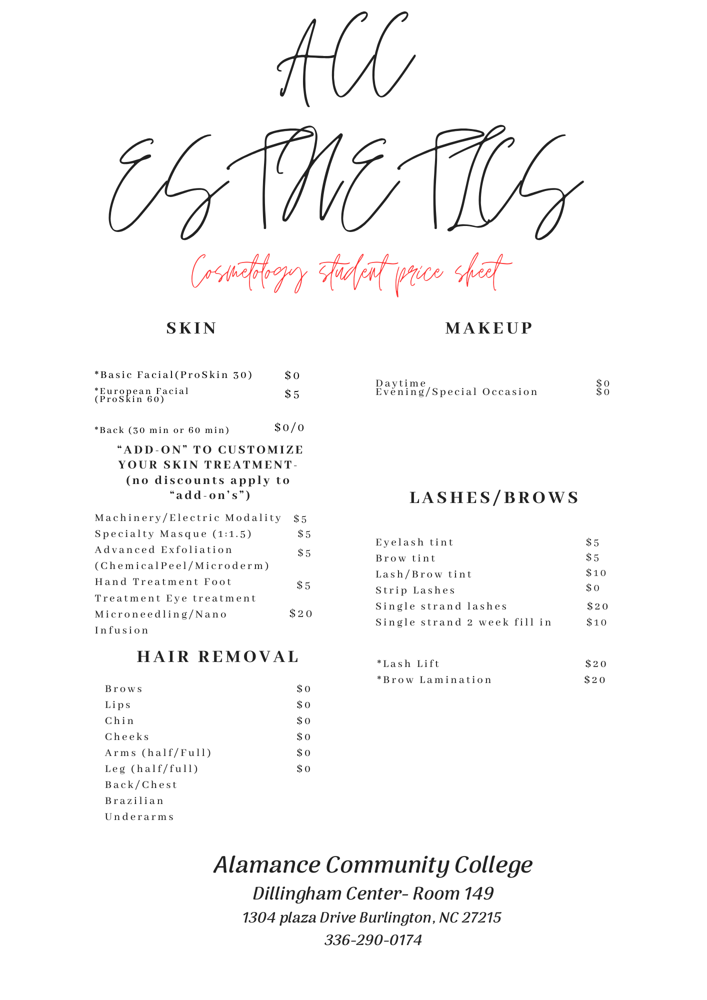 ACC
ESTHETICS
Cosmetology student price sheet
SKIN
*Basic Facial(ProSkin 30) $0
*European Facial $5
(ProSkin 60)
*Back (30 min or 60 min) $0/0
“ADD-ON” TO CUSTOMIZE
YOUR SKIN TREATMENT-
(no discounts apply to
“add-on’s”)
Machinery/Electric Modality $5
Specialty Masque (1:1.5) $5
Advanced Exfoliation $5
(ChemicalPeel/Microderm)
Hand Treatment Foot $5
Treatment Eye treatment
Microneedling/Nano $20
Infusion
HAIR REMOVAL
Brows $0
Lips $0
Chin $0
Cheeks $0
Arms (half/Full) $0
Leg (half/full) $0
Back/Chest
Brazilian
Underarms
MAKEUP
Daytime $0
Evening/Special Occasion $0
LASHES/BROWS
Eyelash tint $5
Brow tint $5
Lash/Brow tint $10
Strip Lashes $0
Single strand lashes $20
Single strand 2 week fill in $10
*Lash Lift $20
*Brow Lamination $20
Alamance Community College
Dillingham Center- Room 149
1304 plaza Drive Burlington, NC 27215
336-290-0174